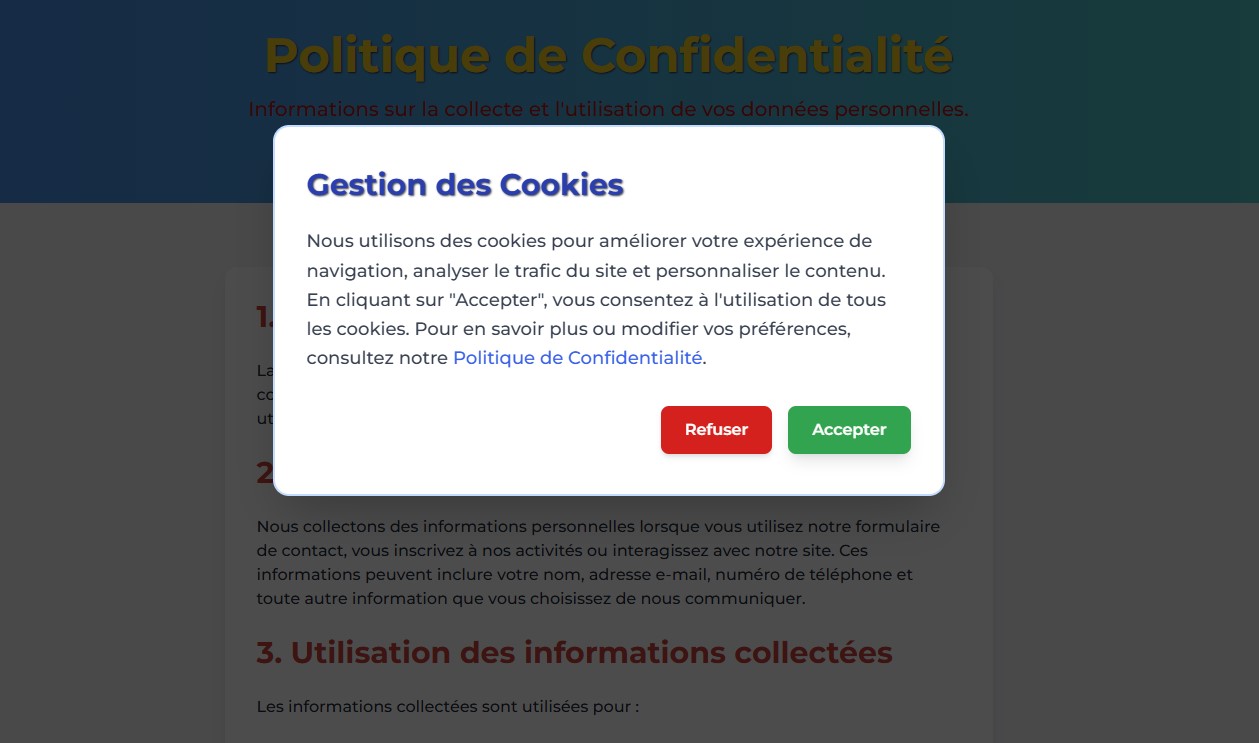 Politique de Confidentialité
Informations sur la collecte et l'utilisation de vos données personnelles.
Gestion des Cookies
Nous utilisons des cookies pour améliorer votre expérience de
navigation, analyser le trafic du site et personnaliser le contenu.
En cliquant sur "Accepter", vous consentez à l'utilisation de tous
les cookies. Pour en savoir plus ou modifier vos préférences,
consultez notre Politique de Confidentialité.
Refuser
Accepter
1.
La
co
ut
2
Nous collectons des informations personnelles lorsque vous utilisez notre formulaire
de contact, vous inscrivez à nos activités ou interagissez avec notre site. Ces
informations peuvent inclure votre nom, adresse e-mail, numéro de téléphone et
toute autre information que vous choisissez de nous communiquer.
3. Utilisation des informations collectées
Les informations collectées sont utilisées pour :